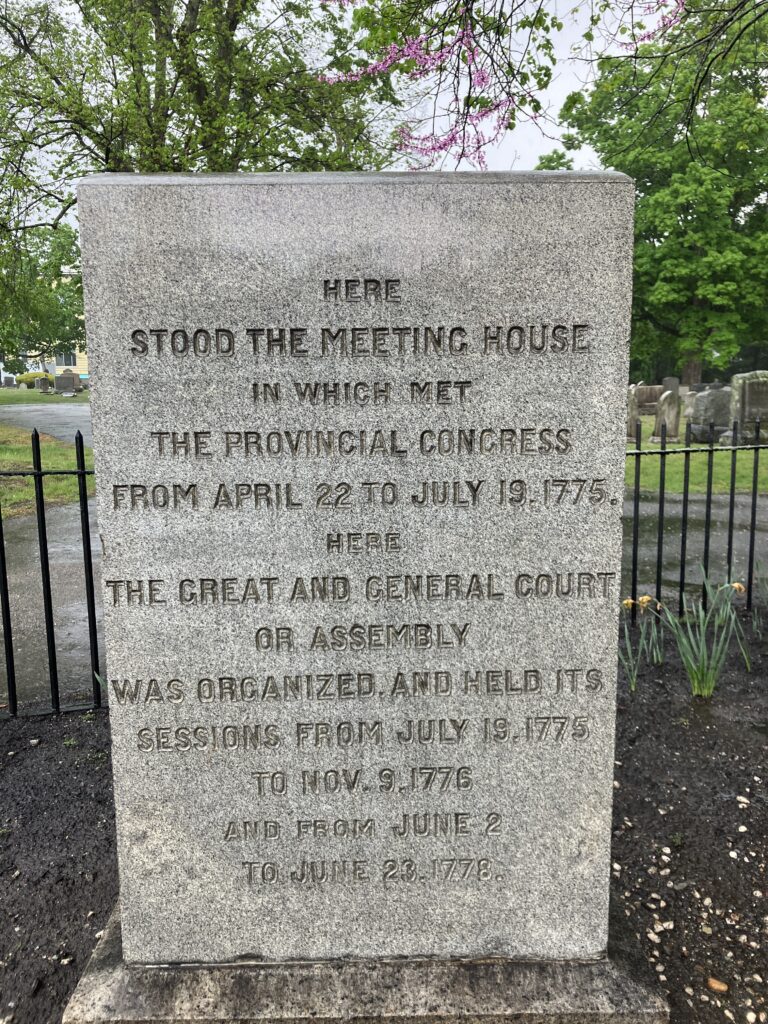 HERE
STOOD THE MEETING HOUSE
IN WHICH MET
THE PROVINCIAL CONGRESS
FROM APRIL 22 TO JULY 19.1775.
HERE
THE GREAT AND GENERAL COURT
OR ASSEMBLY
WAS ORGANIZED, AND HELD ITS
SESSIONS FROM JULY 19.1775
TO NOV. 9.1776
AND FROM JUNE 2
TO JUNE 23.1778.